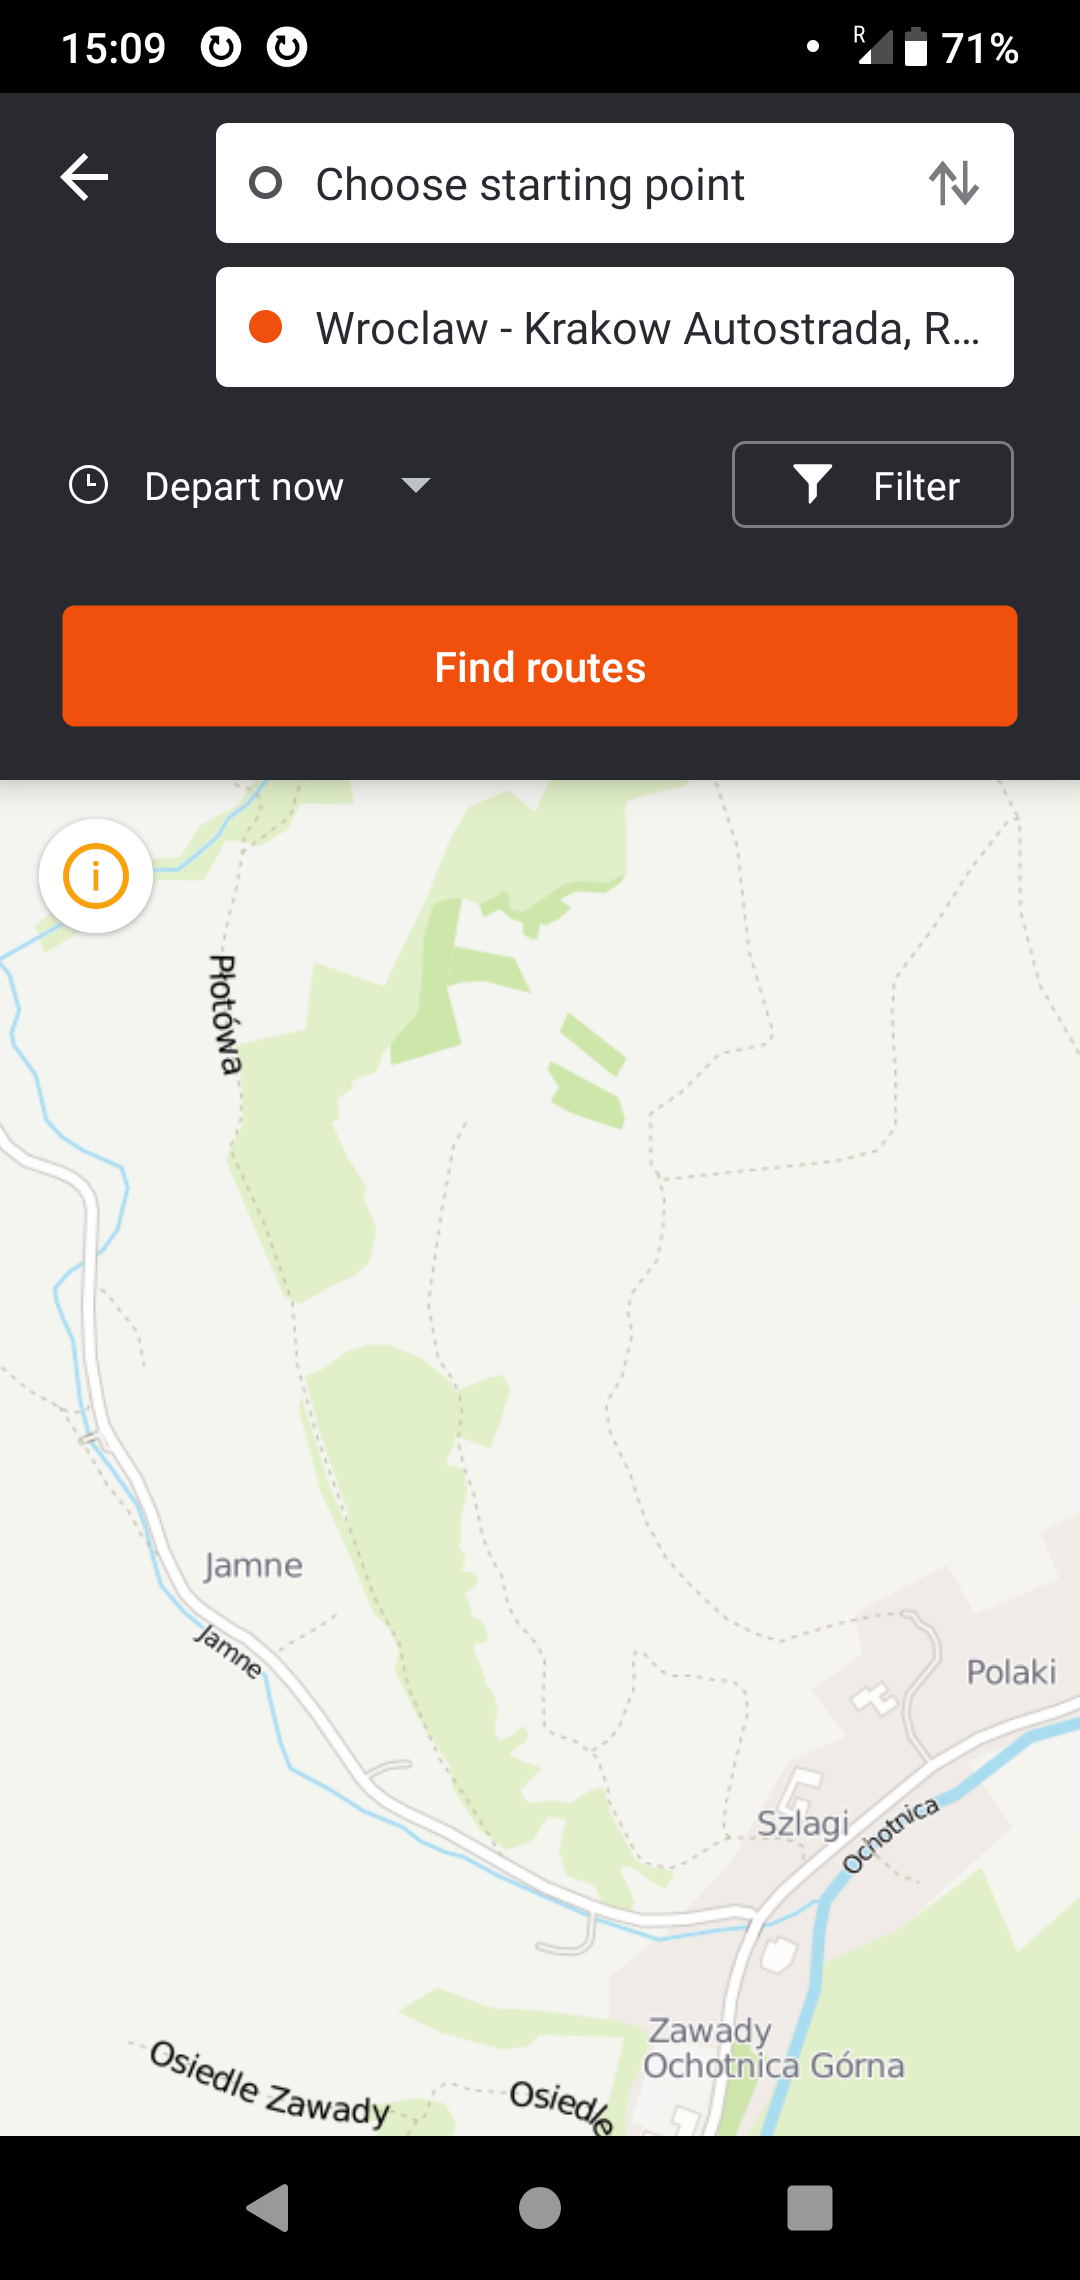 15:09
R
71%
Choose starting point
Wroclaw - Krakow Autostrada, R...
Depart now
Filter
Find routes
i
Płotówa
Jamne
Jamne
Polaki
Szlagi
Ochotnica
Zawady
Ochotnica Górna
Osiedle Zawady
Osiedle